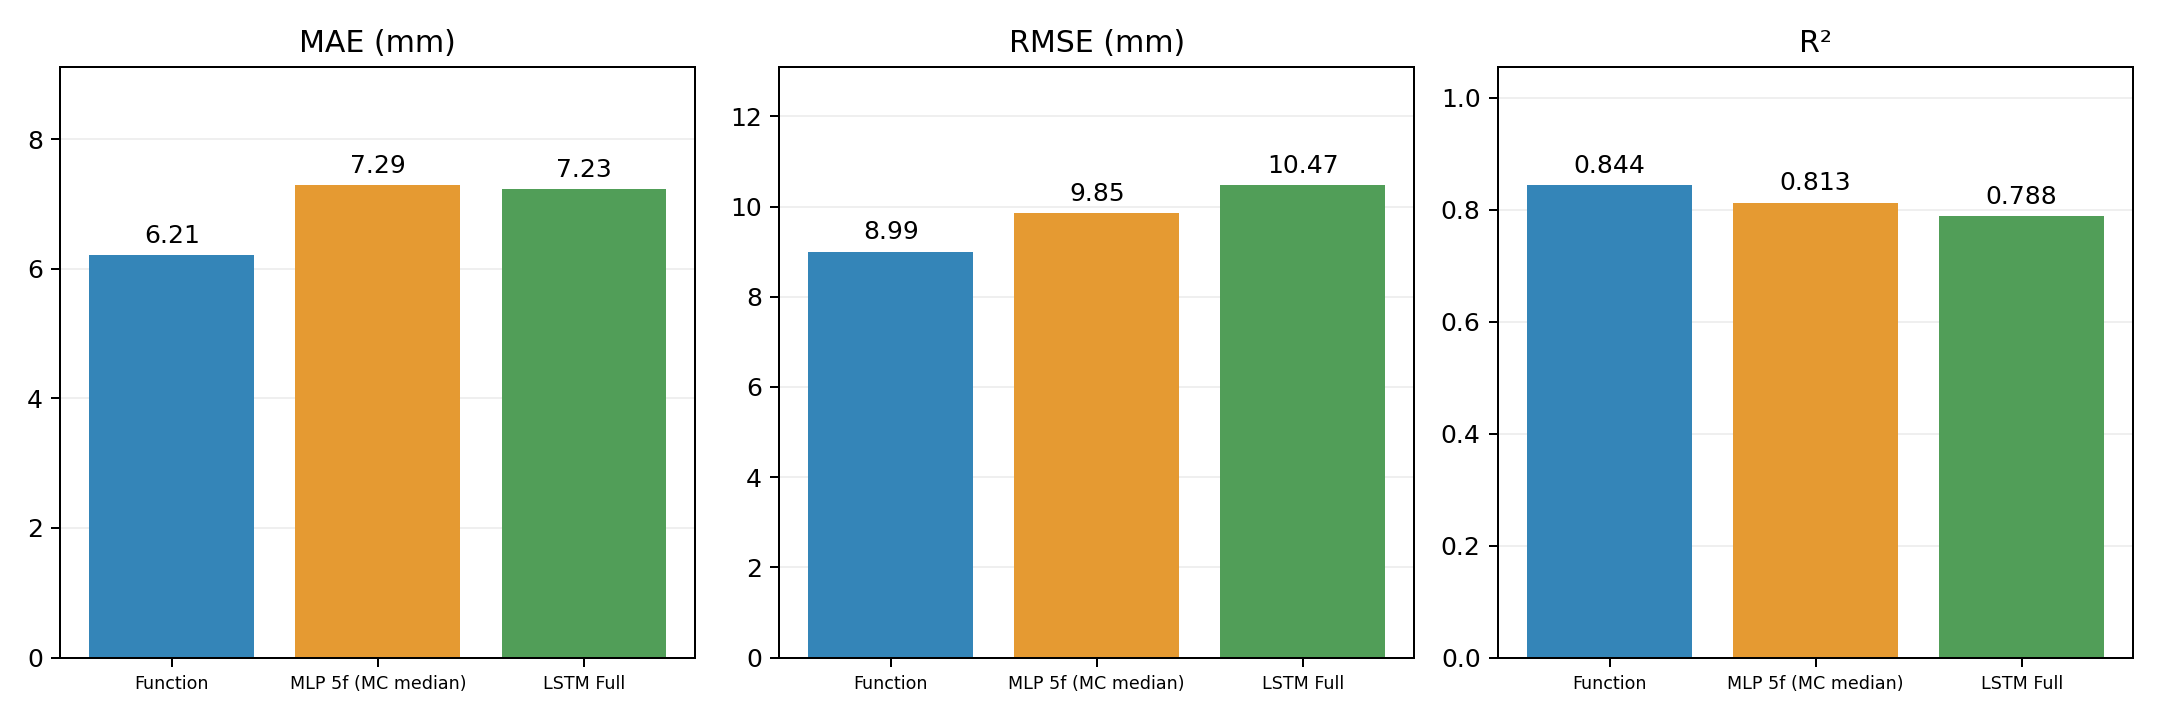 MAE (mm)
8
6
4
2
0
6.21
7.29
7.23
Function
MLP 5f (MC median)
LSTM Full
RMSE (mm)
12
10
8
6
4
2
0
8.99
9.85
10.47
Function
MLP 5f (MC median)
LSTM Full
R²
1.0
0.8
0.6
0.4
0.2
0.0
0.844
0.813
0.788
Function
MLP 5f (MC median)
LSTM Full